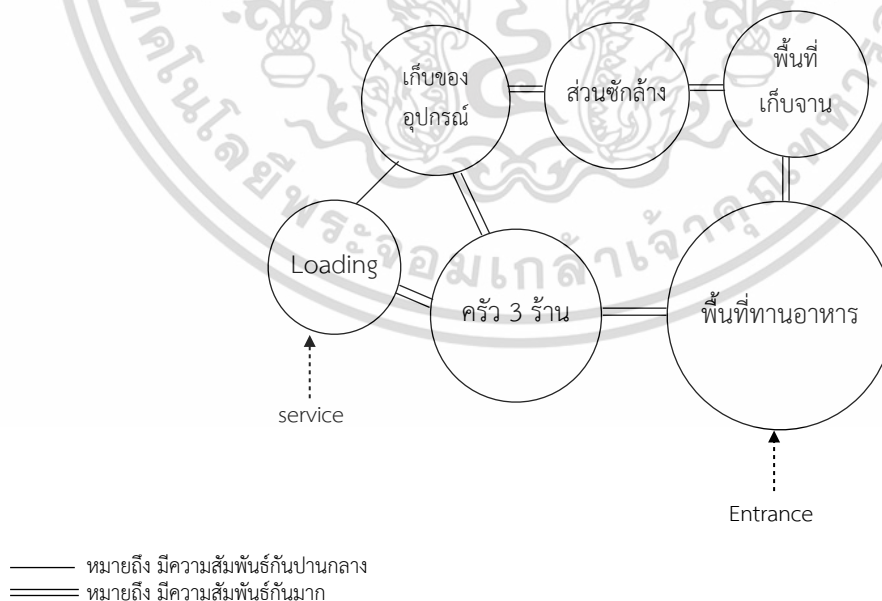 เก็บของ
อุปกรณ์
ส่วนซักล้าง
พื้นที่
เก็บจาน
Loading
ครัว 3 ร้าน
พื้นที่ทานอาหาร
service
Entrance
หมายถึง มีความสัมพันธ์กันปานกลาง
หมายถึง มีความสัมพันธ์กันมาก